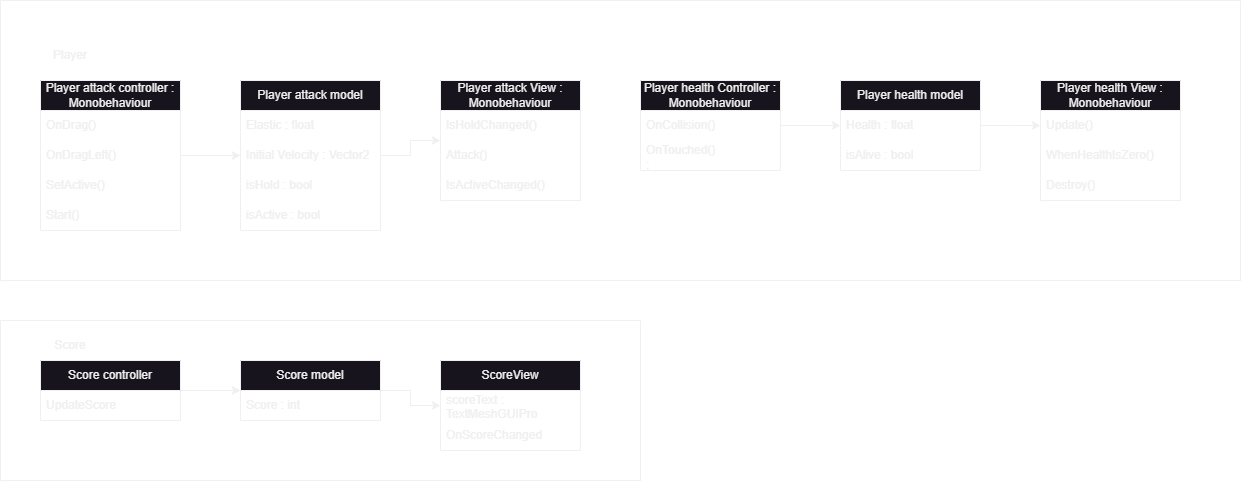 Player
Player attack controller :
Monobehaviour
OnDrag()
OnDragLeft()
SetActive()
Start()
Player attack model
Elastic : float
Initial Velocity : Vector2
isHold : bool
isActive : bool
Player attack View :
Monobehaviour
IsHoldChanged()
Attack()
IsActiveChanged()
Player health Controller :
Monobehaviour
OnCollision()
OnTouched()
Player health model
Health : float
isAlive : bool
Player health View :
Monobehaviour
Update()
WhenHealthIsZero()
Destroy()
Score
Score controller
UpdateScore
Score model
Score : int
ScoreView
scoreText :
TextMeshGUIPro
OnScoreChanged